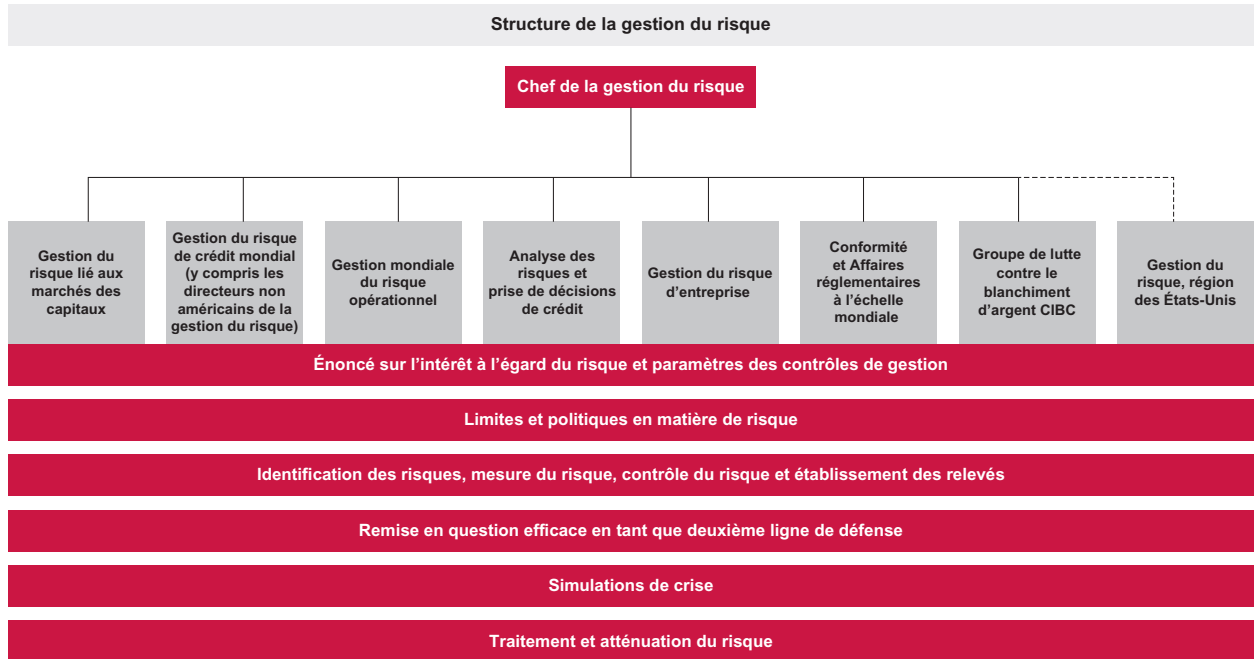 Structure de la gestion du risque
Chef de la gestion du risque
Gestion du
risque lié aux
marchés des
capitaux
Gestion du risque
de crédit mondial
(y compris les
directeurs non
américains de la
gestion du risque)
Gestion mondiale
du risque
opérationnel
Analyse des
risques et
prise de décisions
de crédit
Gestion du risque
d’entreprise
Conformité
et Affaires
réglementaires
à l’échelle
mondiale
Groupe de lutte
contre le
blanchiment
d’argent CIBC
Gestion du
risque, région
des États-Unis
Énoncé sur l’intérêt à l’égard du risque et paramètres des contrôles de gestion
Limites et politiques en matière de risque
Identification des risques, mesure du risque, contrôle du risque et établissement des relevés
Remise en question efficace en tant que deuxième ligne de défense
Simulations de crise
Traitement et atténuation du risque